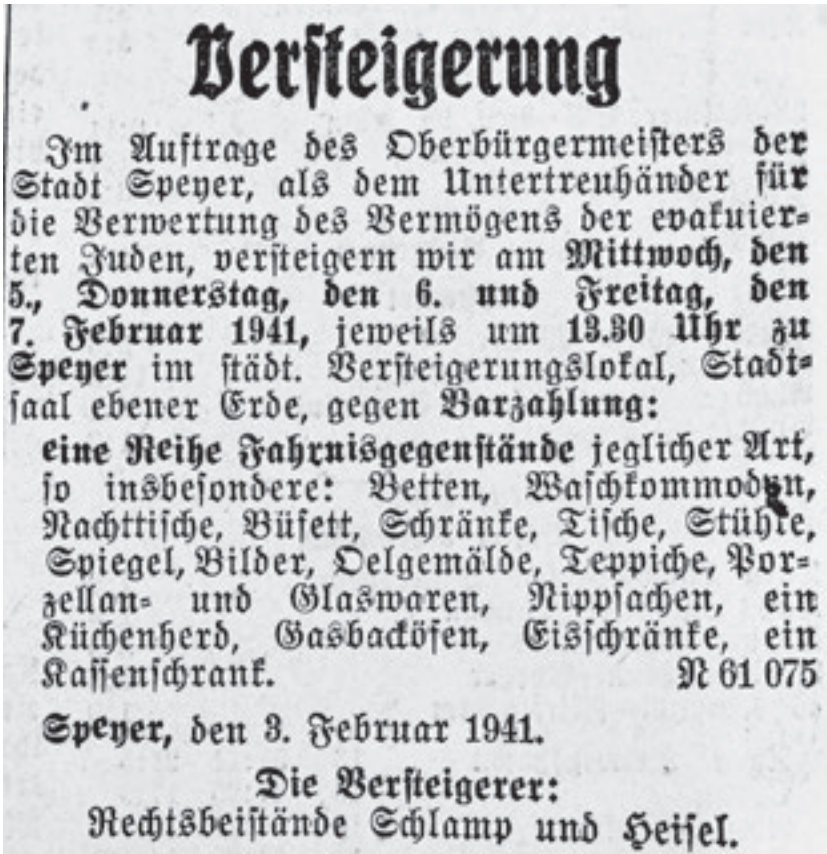 Versteigerung
Im Auftrage des Oberbürgermeisters der
Stadt Speyer, als dem Untertreuhänder für
die Verwertung des Vermögens der evakuier-
ten Juden, versteigern wir am Mittwoch, den
5., Donnerstag, den 6. und Freitag, den
7. Februar 1941, jeweils um 13.30 Uhr zu
Speyer im städt. Versteigerungslokal, Stadt-
saal ebener Erde, gegen Barzahlung:
eine Reihe Fahrnisgegenstände jeglicher Art,
so insbesondere: Betten, Waschkommoden,
Nachttische, Büfett, Schränke, Tische, Stühle,
Spiegel, Bilder, Oelgemälde, Teppiche, Por-
zellan- und Glaswaren, Nippsachen, ein
Küchenherd, Gasbacköfen, Eisschränke, ein
Kassenschrank. N 61 075
Speyer, den 3. Februar 1941.
Die Versteigerer:
Rechtsbeistände Schlamp und Heisel.